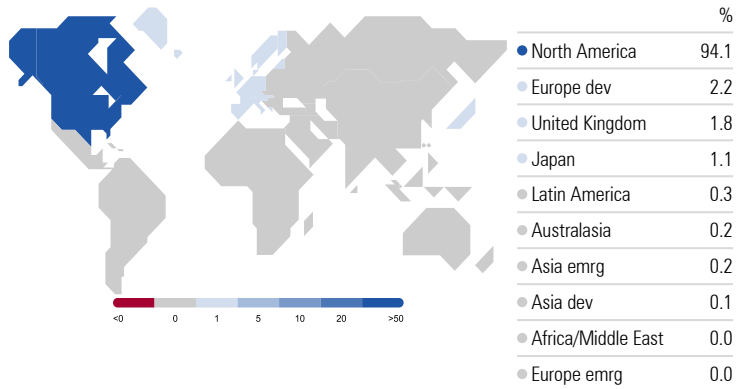 %
North America 94.1
Europe dev 2.2
United Kingdom 1.8
Japan 1.1
Latin America 0.3
Australasia 0.2
Asia emrg 0.2
Asia dev 0.1
Africa/Middle East 0.0
Europe emrg 0.0
<0 0 1 5 10 20 >50